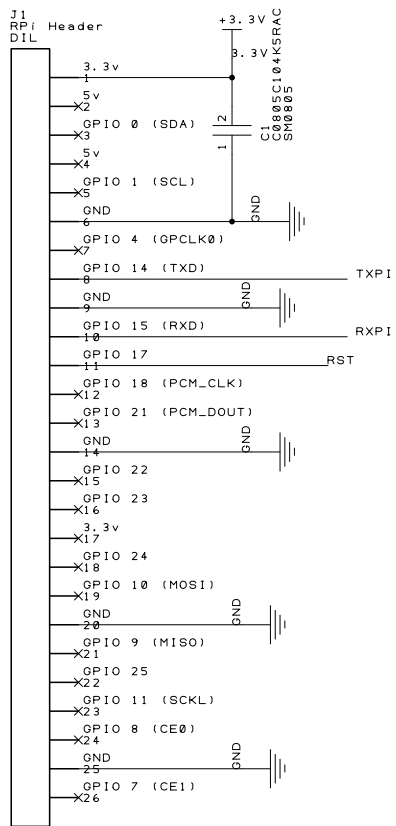 J1
RPi Header
DIL
+3.3V
3.3V
3.3v
1
5v
2
2
1
C1
C0805C104K5RAC
SM0805
GPIO 0 (SDA)
3
5v
4
GPIO 1 (SCL)
5
GND
6
GND
GPIO 4 (GPCLK0)
7
GPIO 14 (TXD)
8
TXPI
GND
9
GND
GPIO 15 (RXD)
10
RXPI
GPIO 17
11
RST
GPIO 18 (PCM_CLK)
12
GPIO 21 (PCM_DOUT)
13
GND
14
GND
GPIO 22
15
GPIO 23
16
3.3v
17
GPIO 24
18
GPIO 10 (MOSI)
19
GND
20
GND
GPIO 9 (MISO)
21
GPIO 25
22
GPIO 11 (SCKL)
23
GPIO 8 (CE0)
24
GND
25
GND
GPIO 7 (CE1)
26